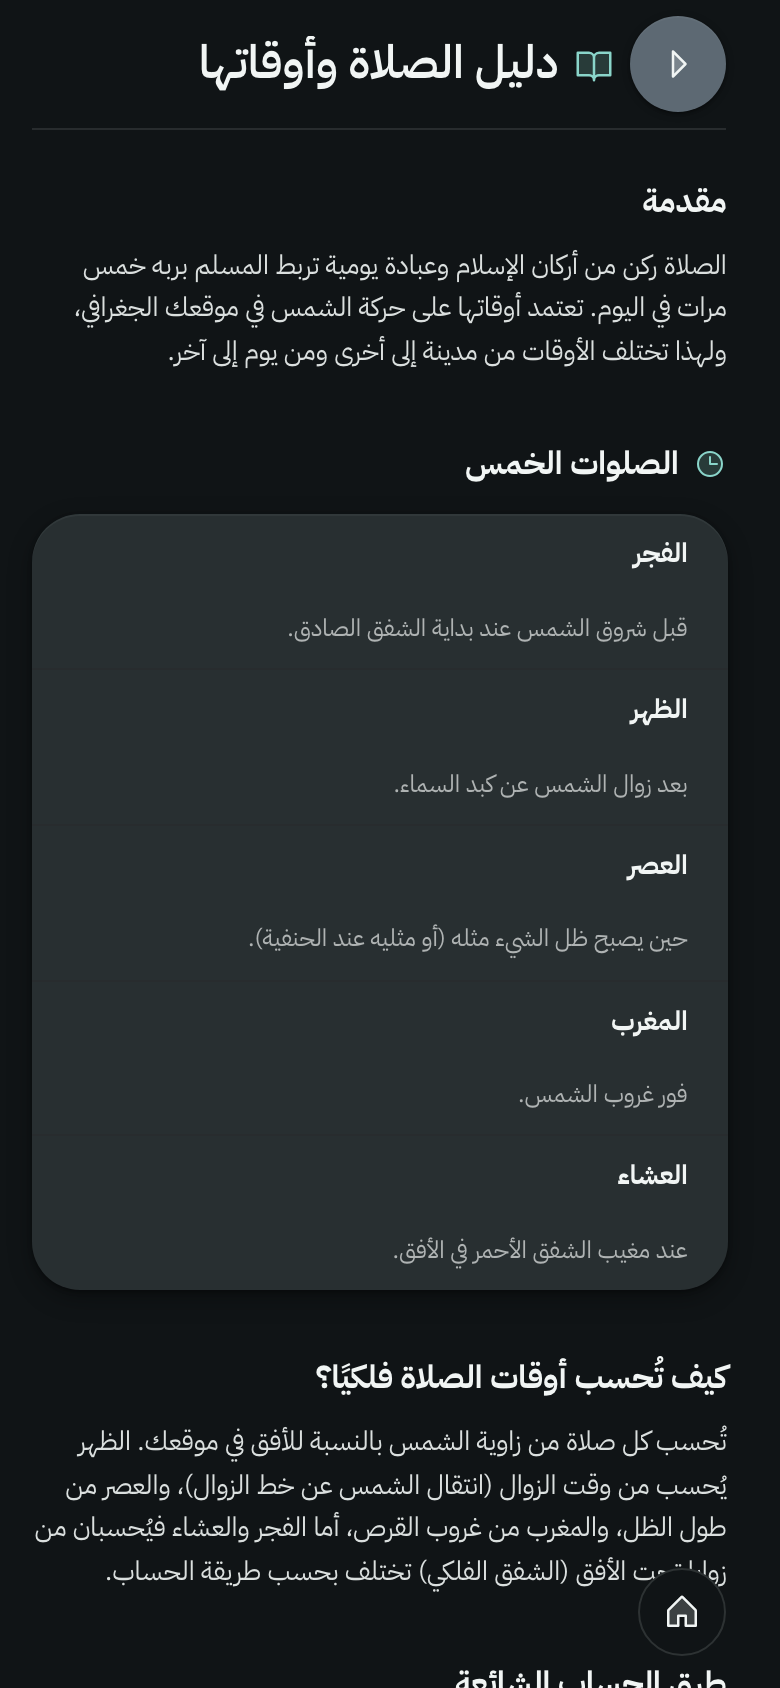 دليل الصلاة وأوقاتها
مقدمة
الصلاة ركن من أركان الإسلام وعبادة يومية تربط المسلم بربه خمس
مرات في اليوم. تعتمد أوقاتها على حركة الشمس في موقعك الجغرافي،
ولهذا تختلف الأوقات من مدينة إلى أخرى ومن يوم إلى آخر.
الصلوات الخمس
الفجر
قبل شروق الشمس عند بداية الشفق الصادق.
الظهر
بعد زوال الشمس عن كبد السماء.
العصر
حين يصبح ظل الشيء مثله (أو مثليه عند الحنفية).
المغرب
فور غروب الشمس.
العشاء
عند مغيب الشفق الأحمر في الأفق.
كيف تُحسب أوقات الصلاة فلكيًا؟
تُحسب كل صلاة من زاوية الشمس بالنسبة للأفق في موقعك. الظهر
يُحسب من وقت الزوال (انتقال الشمس عن خط الزوال)، والعصر من
طول الظل، والمغرب من غروب القرص، أما الفجر والعشاء فيُحسبان من
زوايا تحت الأفق (الشفق الفلكي) تختلف بحسب طريقة الحساب.
طرق الحساب الشائعة